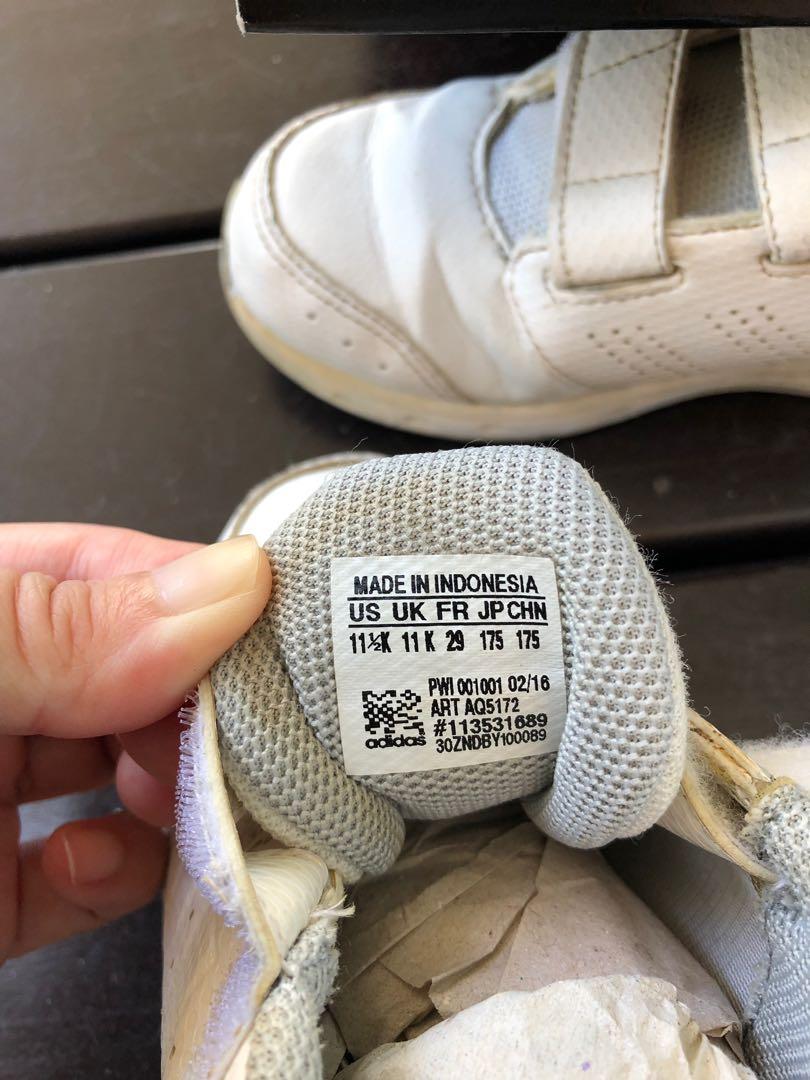 MADE IN INDONESIA
US UK FR JP CHN
11½K 11 K 29 175 175
PWI 001001 02/16
ART AQ5172
#113531689
adidas 30ZNDBY100089